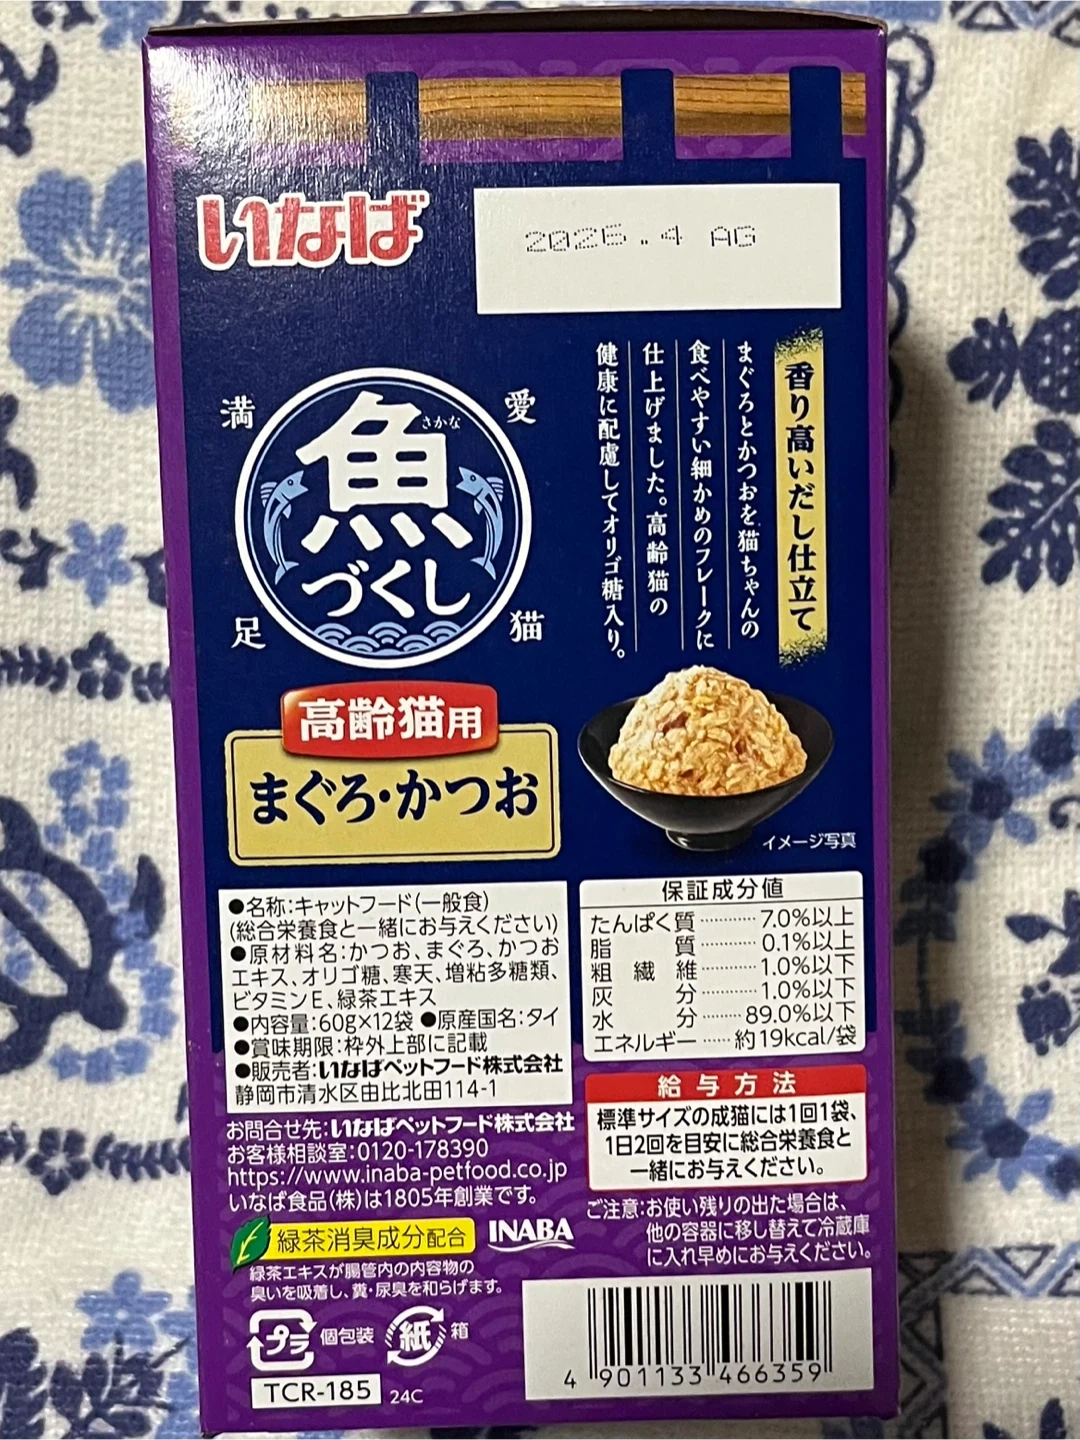 いなば
2026.4 AG
香り高いだし仕立て
まぐろとかつおを猫ちゃんの
食べやすい細かめのフレークに
仕上げました。高齢猫の
健康に配慮してオリゴ糖入り。
愛猫
満足
魚
さかな
づくし
高齢猫用
まぐろ・かつお
イメージ写真
●名称:キャットフード(一般食)
(総合栄養食と一緒にお与えください)
●原材料名:かつお、まぐろ、かつお
エキス、オリゴ糖、寒天、増粘多糖類、
ビタミンE、緑茶エキス
●内容量:60g×12袋 ●原産国名:タイ
●賞味期限:枠外上部に記載
●販売者:いなばペットフード株式会社
静岡市清水区由比北田114-1
お問合せ先:いなばペットフード株式会社
お客様相談室:0120-178390
https://www.inaba-petfood.co.jp
いなば食品(株)は1805年創業です。
緑茶消臭成分配合
INABA
緑茶エキスが腸管内の内容物の
臭いを吸着し、糞・尿臭を和らげます。
プラ 個包装 紙 箱
TCR-185 24C
保証成分値
たんぱく質 ………… 7.0%以上
脂質 ………… 0.1%以上
粗繊維 ………… 1.0%以下
灰分 ………… 1.0%以下
水分 ………… 89.0%以下
エネルギー …… 約19kcal/袋
給与方法
標準サイズの成猫には1回1袋、
1日2回を目安に総合栄養食と
一緒にお与えください。
ご注意:お使い残りの出た場合は、
他の容器に移し替えて冷蔵庫
に入れ早めにお与えください。
4 901133 466359